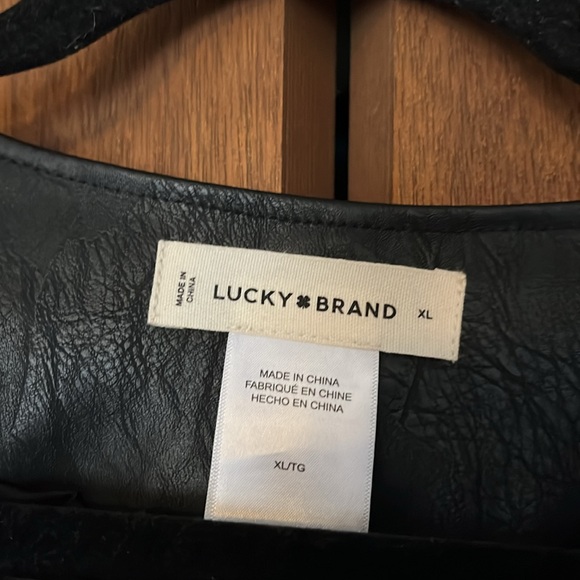 MADE IN
CHINA
LUCKY BRAND
XL
MADE IN CHINA
FABRIQUÉ EN CHINE
HECHO EN CHINA
XL/TG